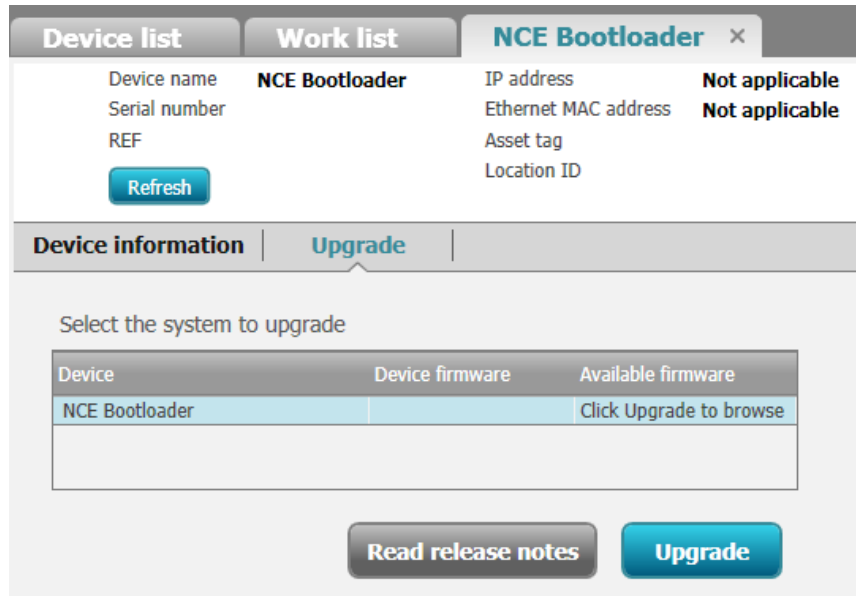 Device list Work list NCE Bootloader ×
Device name NCE Bootloader IP address Not applicable
Serial number Ethernet MAC address Not applicable
REF Asset tag
Location ID
Refresh
Device information Upgrade
Select the system to upgrade
Device Device firmware Available firmware
NCE Bootloader Click Upgrade to browse
Read release notes Upgrade